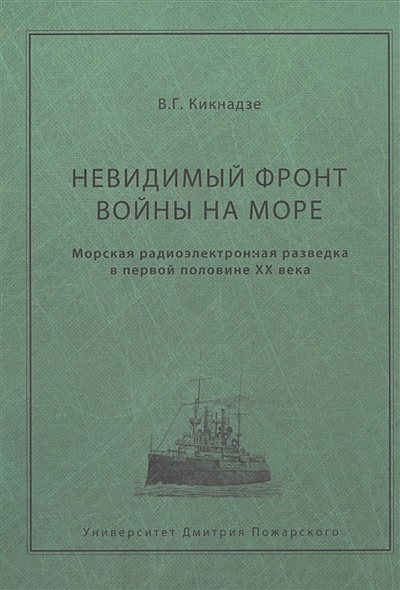 В.Г. Кикнадзе
НЕВИДИМЫЙ ФРОНТ
ВОЙНЫ НА МОРЕ
Морская радиоэлектронная разведка
в первой половине XX века
Университет Дмитрия Пожарского